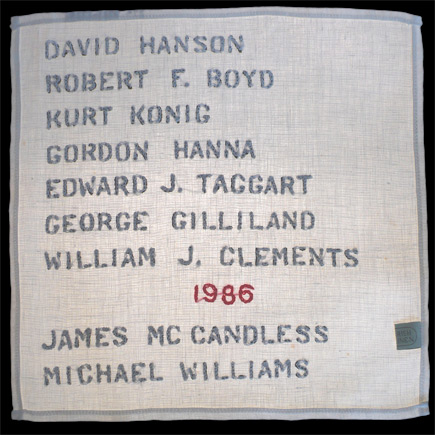 DAVID HANSON
ROBERT F. BOYD
KURT KONIG
GORDON HANNA
EDWARD J. TAGGART
GEORGE GILLILAND
WILLIAM J. CLEMENTS
1986
JAMES MC CANDLESS
MICHAEL WILLIAMS